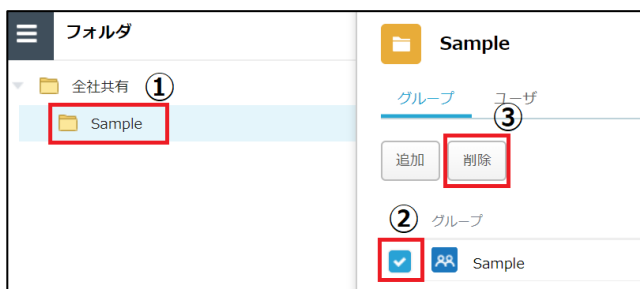 フォルダ
全社共有 ①
Sample
Sample
グループ ユーザ
③
追加 削除
② グループ
Sample